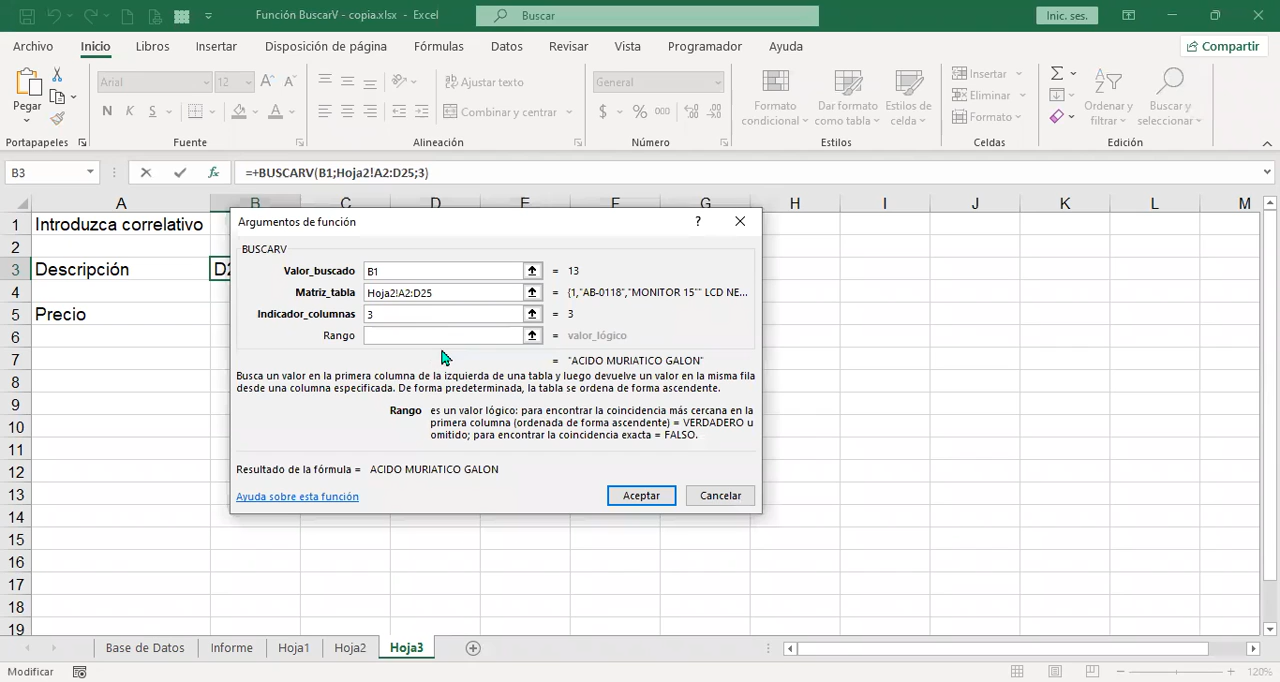 Función BuscarV - copia.xlsx - Excel
Buscar
Inic. ses.
Archivo Inicio Libros Insertar Disposición de página Fórmulas Datos Revisar Vista Programador Ayuda
Compartir
Pegar
Arial 12
N K S A
Ajustar texto
Combinar y centrar
General
$ % 000
Formato condicional
Dar formato como tabla
Estilos de celda
Insertar
Eliminar
Formato
Ordenar y filtrar
Buscar y seleccionar
Portapapeles Fuente Alineación Número Estilos Celdas Edición
B3 fx =+BUSCARV(B1;Hoja2!A2:D25;3)
A B C D E F G H I J K L M
1 Introduzca correlativo
2
3 Descripción D2
4
5 Precio
6
7
8
9
10
11
12
13
14
15
16
17
18
19
Argumentos de función ?
BUSCARV
Valor_buscado B1 = 13
Matriz_tabla Hoja2!A2:D25 = {1,"AB-0118","MONITOR 15"" LCD NE...
Indicador_columnas 3 = 3
Rango = valor_lógico
= "ACIDO MURIATICO GALON"
Busca un valor en la primera columna de la izquierda de una tabla y luego devuelve un valor en la misma fila
desde una columna especificada. De forma predeterminada, la tabla se ordena de forma ascendente.
Rango es un valor lógico: para encontrar la coincidencia más cercana en la
primera columna (ordenada de forma ascendente) = VERDADERO u
omitido; para encontrar la coincidencia exacta = FALSO.
Resultado de la fórmula = ACIDO MURIATICO GALON
Ayuda sobre esta función
Aceptar Cancelar
Base de Datos Informe Hoja1 Hoja2 Hoja3
Modificar
120%